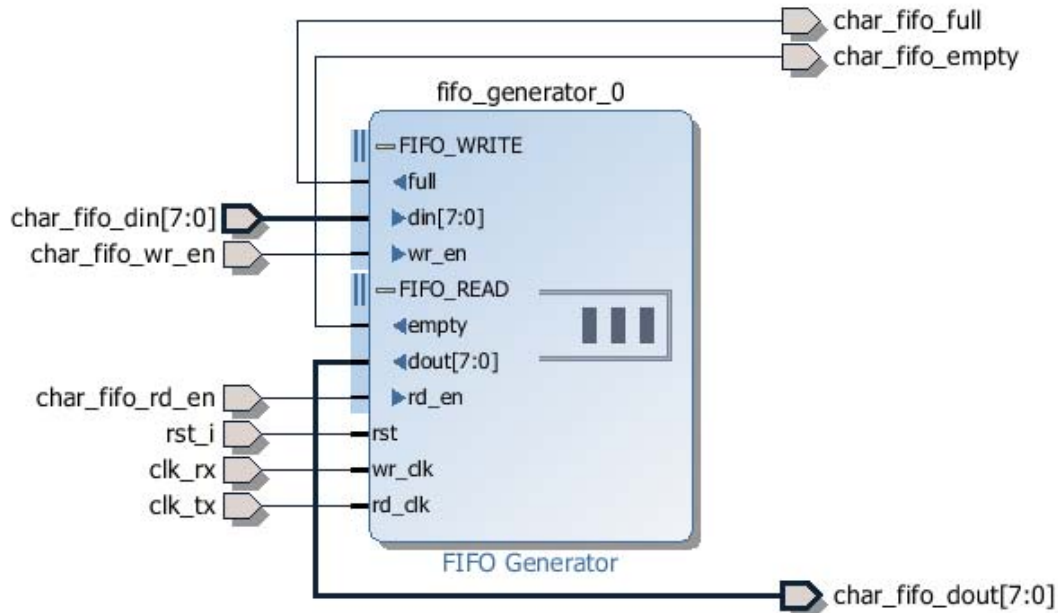 char_fifo_full
char_fifo_empty
fifo_generator_0
FIFO_WRITE
full
char_fifo_din[7:0]
din[7:0]
char_fifo_wr_en
wr_en
FIFO_READ
empty
dout[7:0]
char_fifo_rd_en
rd_en
rst_i
rst
clk_rx
wr_clk
clk_tx
rd_clk
FIFO Generator
char_fifo_dout[7:0]